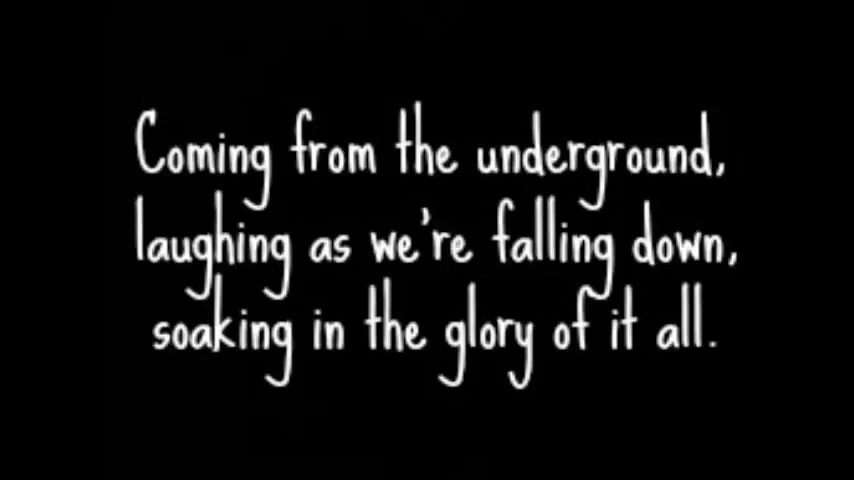 Coming from the underground,
laughing as we're falling down,
soaking in the glory of it all.